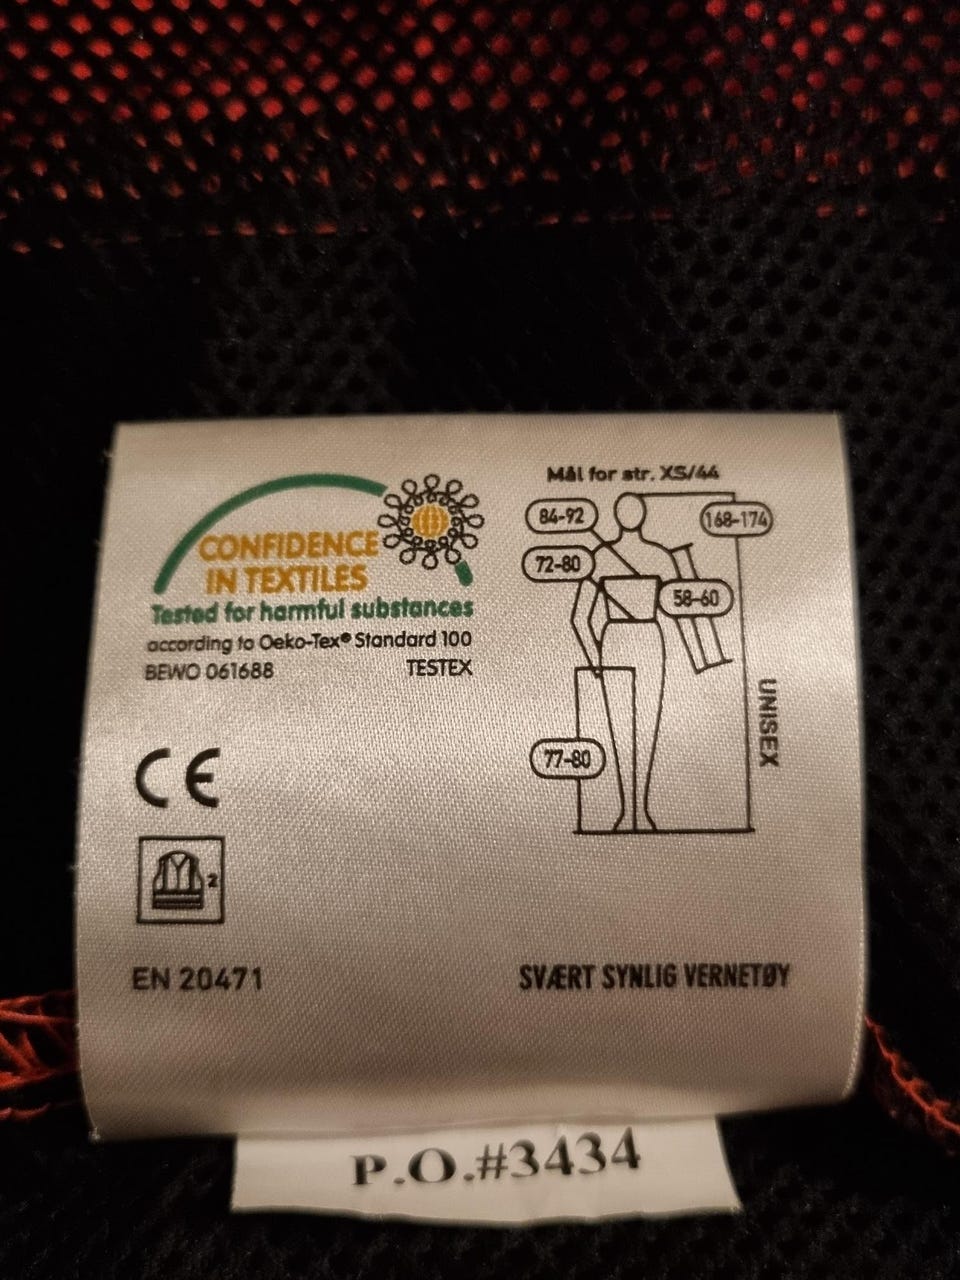 CONFIDENCE
IN TEXTILES
Tested for harmful substances
according to Oeko-Tex® Standard 100
BEWO 061688 TESTEX
CE
2
EN 20471
Mål for str. XS/44
84-92
168-174
72-80
58-60
77-80
UNISEX
SVÆRT SYNLIG VERNETØY
P.O.#3434